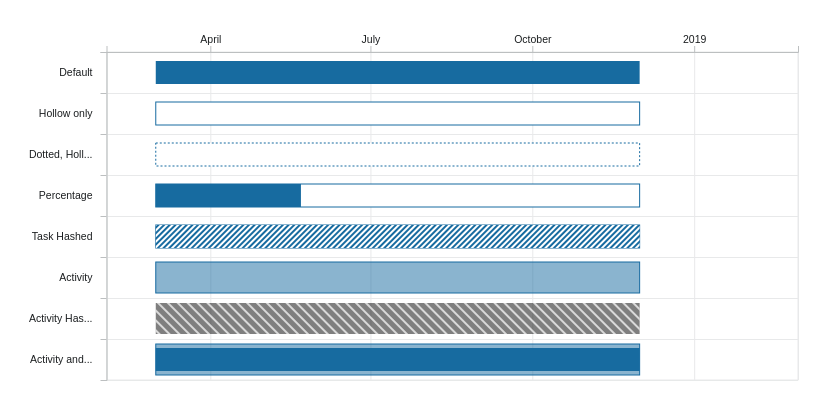 April July October 2019
Default
Hollow only
Dotted, Holl...
Percentage
Task Hashed
Activity
Activity Has...
Activity and...